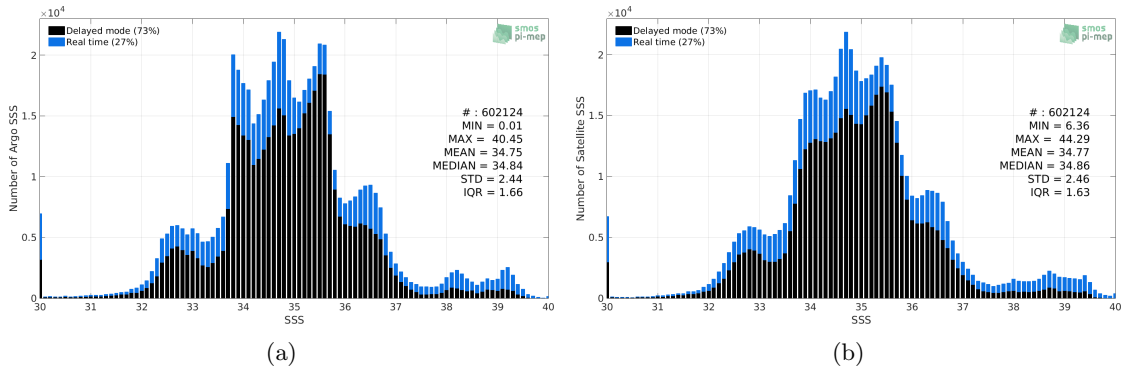 ×10⁴
Delayed mode (73%)
Real time (27%)
smos
pi-mep
2
1.5
1
0.5
0
Number of Argo SSS
# : 602124
MIN = 0.01
MAX = 40.45
MEAN = 34.75
MEDIAN = 34.84
STD = 2.44
IQR = 1.66
30 31 32 33 34 35 36 37 38 39 40
SSS
(a)
×10⁴
Delayed mode (73%)
Real time (27%)
smos
pi-mep
2
1.5
1
0.5
0
Number of Satellite SSS
# : 602124
MIN = 6.36
MAX = 44.29
MEAN = 34.77
MEDIAN = 34.86
STD = 2.46
IQR = 1.63
30 31 32 33 34 35 36 37 38 39 40
SSS
(b)